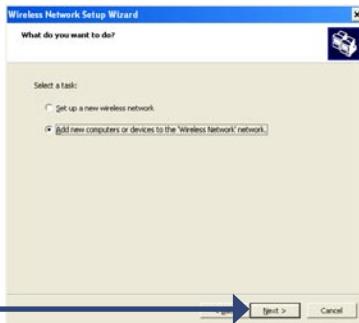 Wireless Network Setup Wizard
What do you want to do?
Select a task:
Set up a new wireless network
Add new computers or devices to the 'Wireless Network' network.
Next >
Cancel